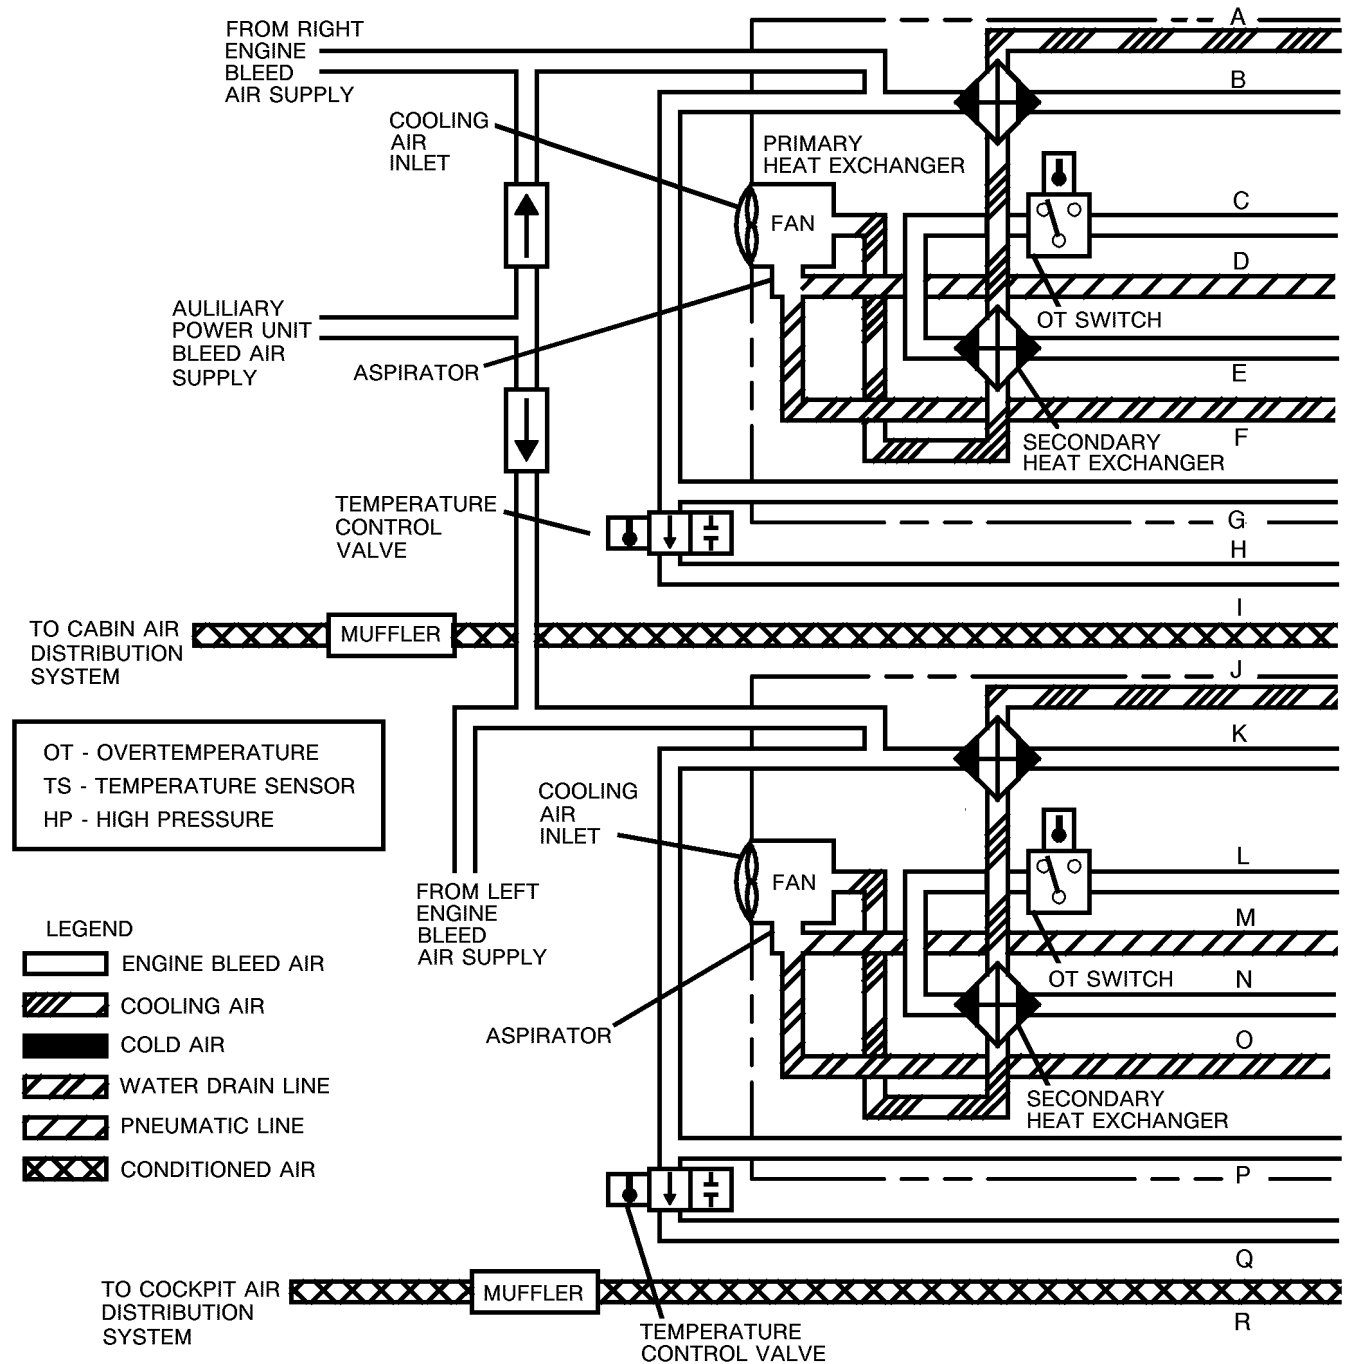 FROM RIGHT
ENGINE
BLEED
AIR SUPPLY
COOLING
AIR
INLET
PRIMARY
HEAT EXCHANGER
A
B
FAN
C
D
OT SWITCH
AULILIARY
POWER UNIT
BLEED AIR
SUPPLY
ASPIRATOR
E
F
SECONDARY
HEAT EXCHANGER
TEMPERATURE
CONTROL
VALVE
G
H
I
TO CABIN AIR
DISTRIBUTION
SYSTEM
MUFFLER
J
K
OT - OVERTEMPERATURE
TS - TEMPERATURE SENSOR
HP - HIGH PRESSURE
COOLING
AIR
INLET
FAN
L
M
OT SWITCH
N
FROM LEFT
ENGINE
BLEED
AIR SUPPLY
ASPIRATOR
O
SECONDARY
HEAT EXCHANGER
LEGEND
ENGINE BLEED AIR
COOLING AIR
COLD AIR
WATER DRAIN LINE
PNEUMATIC LINE
CONDITIONED AIR
P
Q
TO COCKPIT AIR
DISTRIBUTION
SYSTEM
MUFFLER
R
TEMPERATURE
CONTROL VALVE